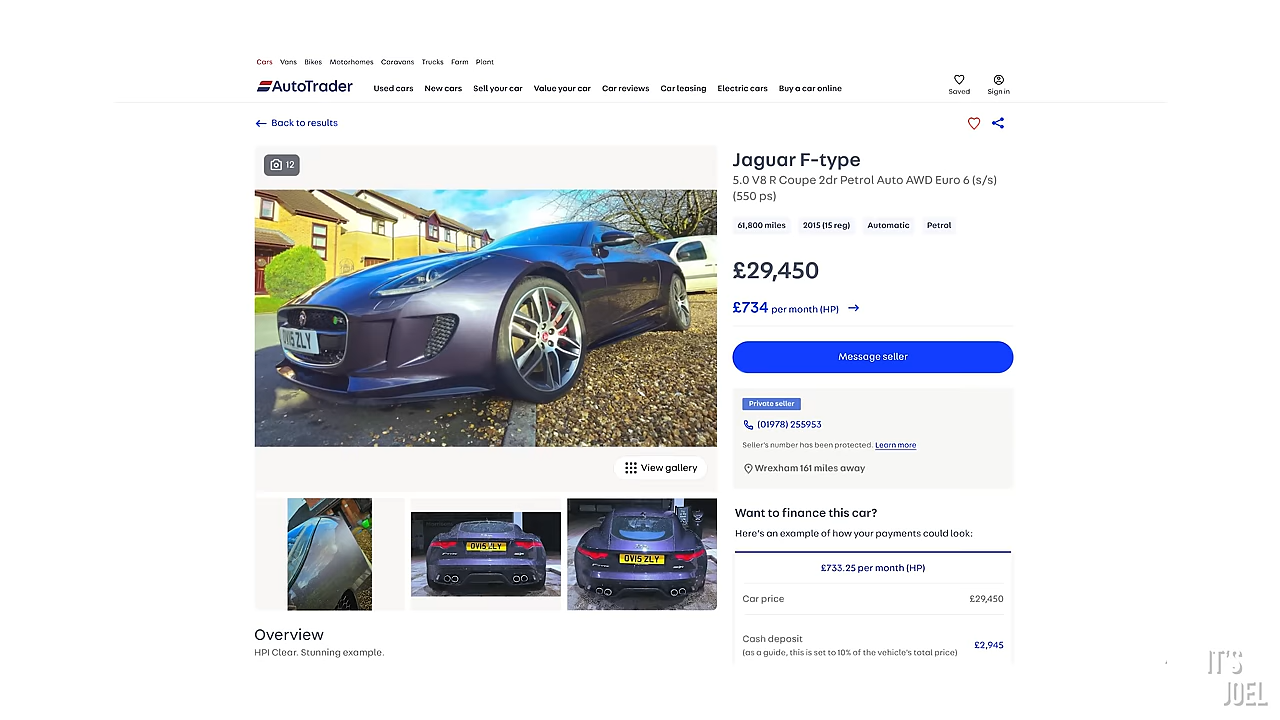 Cars Vans Bikes Motorhomes Caravans Trucks Farm Plant
AutoTrader
Used cars New cars Sell your car Value your car Car reviews Car leasing Electric cars Buy a car online
Saved
Sign in
Back to results
12
Jaguar F-type
5.0 V8 R Coupe 2dr Petrol Auto AWD Euro 6 (s/s)
(550 ps)
61,800 miles 2015 (15 reg) Automatic Petrol
£29,450
£734 per month (HP)
OV15 ZLY
Message seller
Private seller
(01978) 255953
Seller's number has been protected. Learn more
Wrexham 161 miles away
View gallery
OV15 ZLY
OV15 ZLY
Want to finance this car?
Here's an example of how your payments could look:
£733.25 per month (HP)
Car price £29,450
Cash deposit
(as a guide, this is set to 10% of the vehicle's total price)
£2,945
Overview
HPI Clear. Stunning example.
IT'S
JOEL